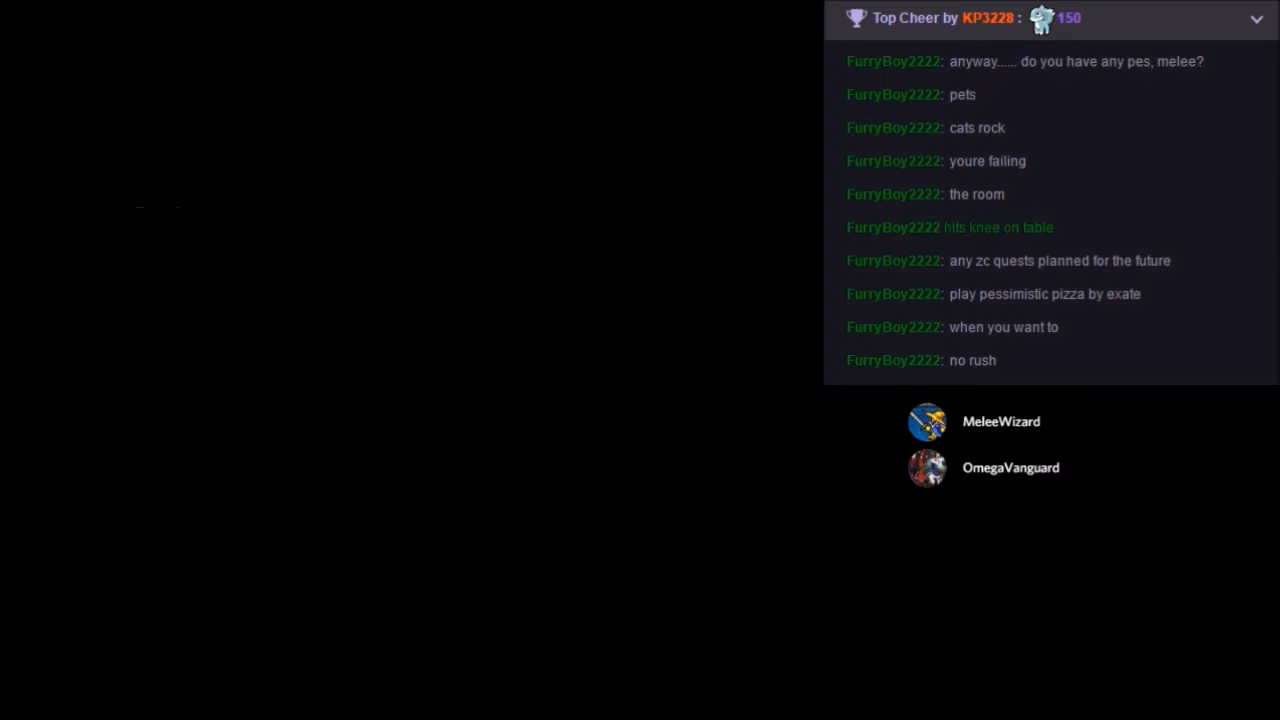 Top Cheer by KP3228 : 150
FurryBoy2222: anyway...... do you have any pes, melee?
FurryBoy2222: pets
FurryBoy2222: cats rock
FurryBoy2222: youre failing
FurryBoy2222: the room
FurryBoy2222 hits knee on table
FurryBoy2222: any zc quests planned for the future
FurryBoy2222: play pessimistic pizza by exate
FurryBoy2222: when you want to
FurryBoy2222: no rush
MeleeWizard
OmegaVanguard